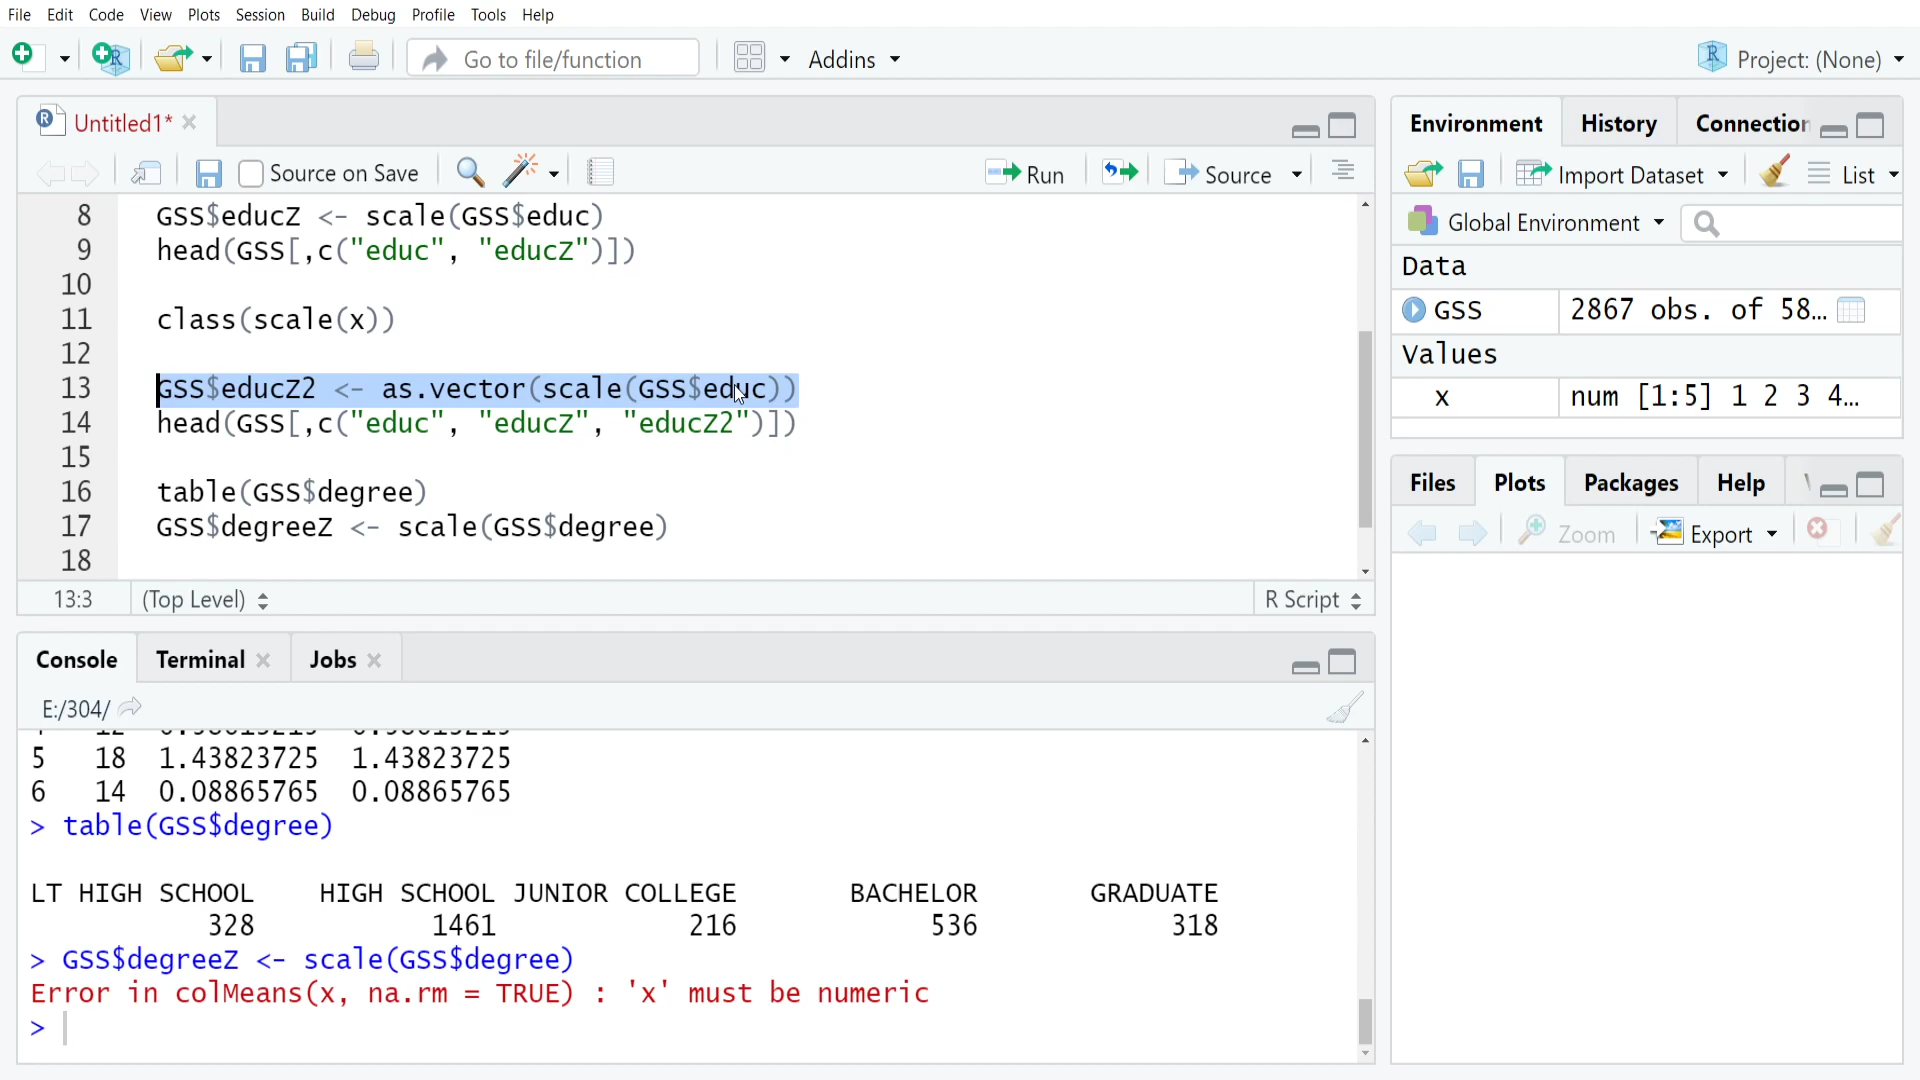 File Edit Code View Plots Session Build Debug Profile Tools Help
Go to file/function Addins Project: (None)
Untitled1*
Source on Save Run Source
8 GSS$educZ <- scale(GSS$educ)
9 head(GSS[,c("educ", "educZ")])
10
11 class(scale(x))
12
13 GSS$educZ2 <- as.vector(scale(GSS$educ))
14 head(GSS[,c("educ", "educZ", "educZ2")])
15
16 table(GSS$degree)
17 GSS$degreeZ <- scale(GSS$degree)
18
13:3 (Top Level) R Script
Console Terminal Jobs
E:/304/
5 18 1.43823725 1.43823725
6 14 0.08865765 0.08865765
> table(GSS$degree)
LT HIGH SCHOOL HIGH SCHOOL JUNIOR COLLEGE BACHELOR GRADUATE
328 1461 216 536 318
> GSS$degreeZ <- scale(GSS$degree)
Error in colMeans(x, na.rm = TRUE) : 'x' must be numeric
>
Environment History Connection
Import Dataset List
Global Environment
Data
GSS 2867 obs. of 58…
Values
x num [1:5] 1 2 3 4…
Files Plots Packages Help
Zoom Export